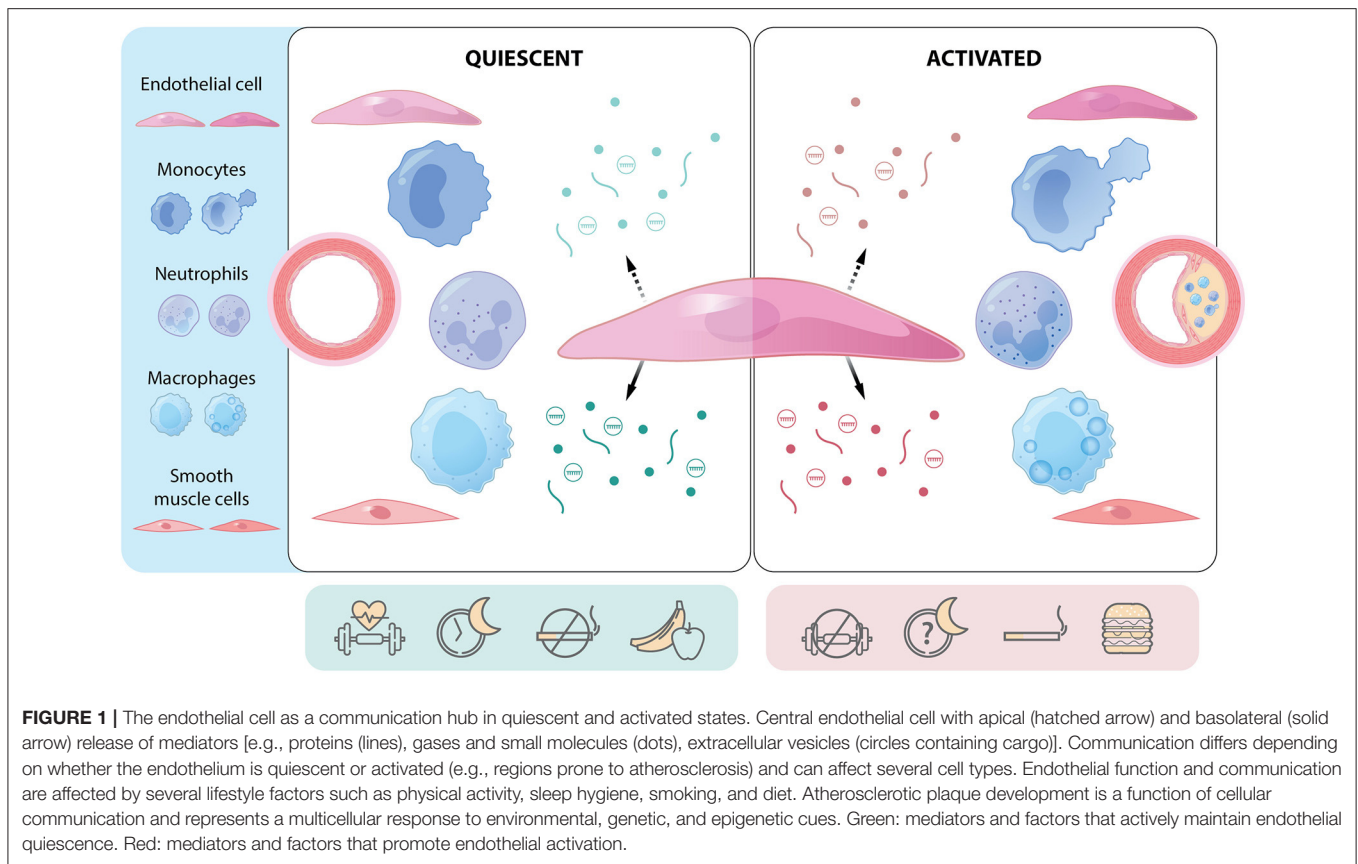 QUIESCENT
ACTIVATED
Endothelial cell
Monocytes
Neutrophils
Macrophages
Smooth
muscle cells
?
FIGURE 1 | The endothelial cell as a communication hub in quiescent and activated states. Central endothelial cell with apical (hatched arrow) and basolateral (solid
arrow) release of mediators [e.g., proteins (lines), gases and small molecules (dots), extracellular vesicles (circles containing cargo)]. Communication differs depending
on whether the endothelium is quiescent or activated (e.g., regions prone to atherosclerosis) and can affect several cell types. Endothelial function and communication
are affected by several lifestyle factors such as physical activity, sleep hygiene, smoking, and diet. Atherosclerotic plaque development is a function of cellular
communication and represents a multicellular response to environmental, genetic, and epigenetic cues. Green: mediators and factors that actively maintain endothelial
quiescence. Red: mediators and factors that promote endothelial activation.